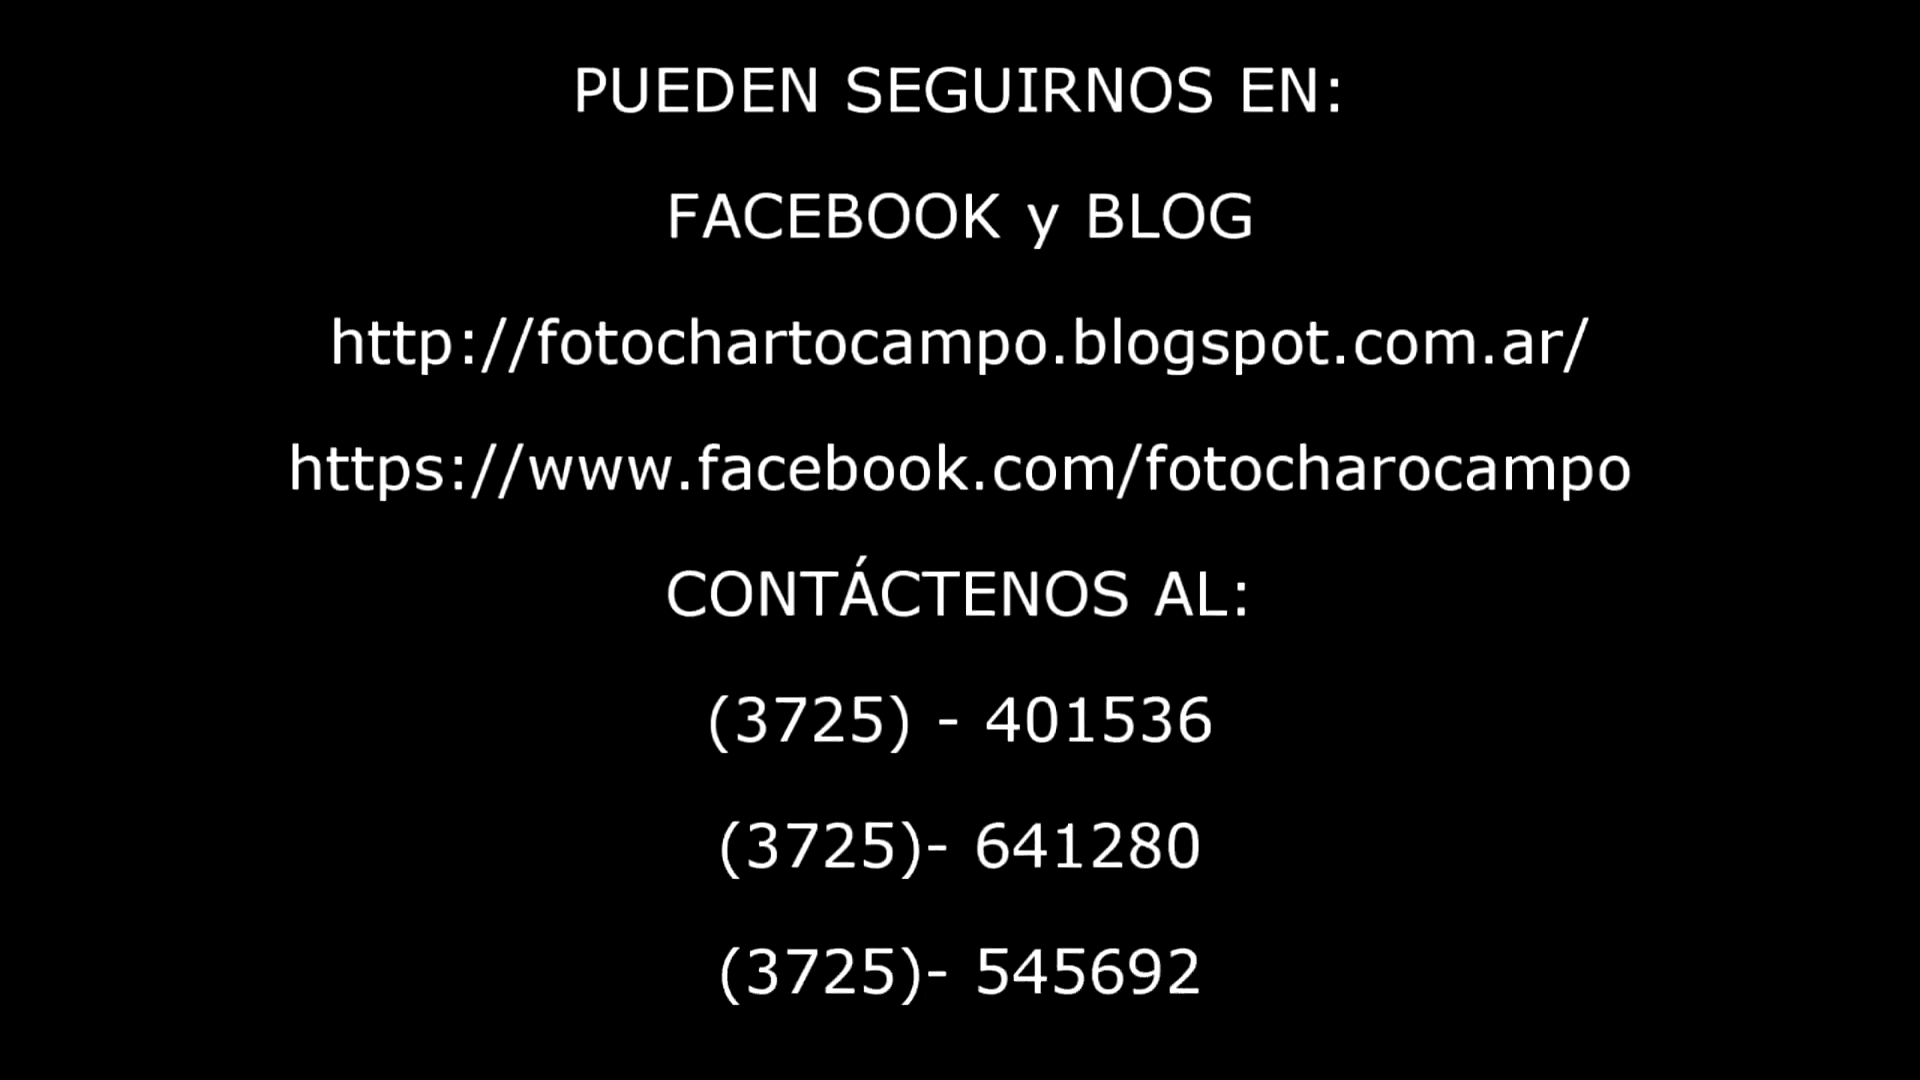 PUEDEN SEGUIRNOS EN:
FACEBOOK y BLOG
http://fotochartocampo.blogspot.com.ar/
https://www.facebook.com/fotocharocampo
CONTÁCTENOS AL:
(3725) - 401536
(3725)- 641280
(3725)- 545692